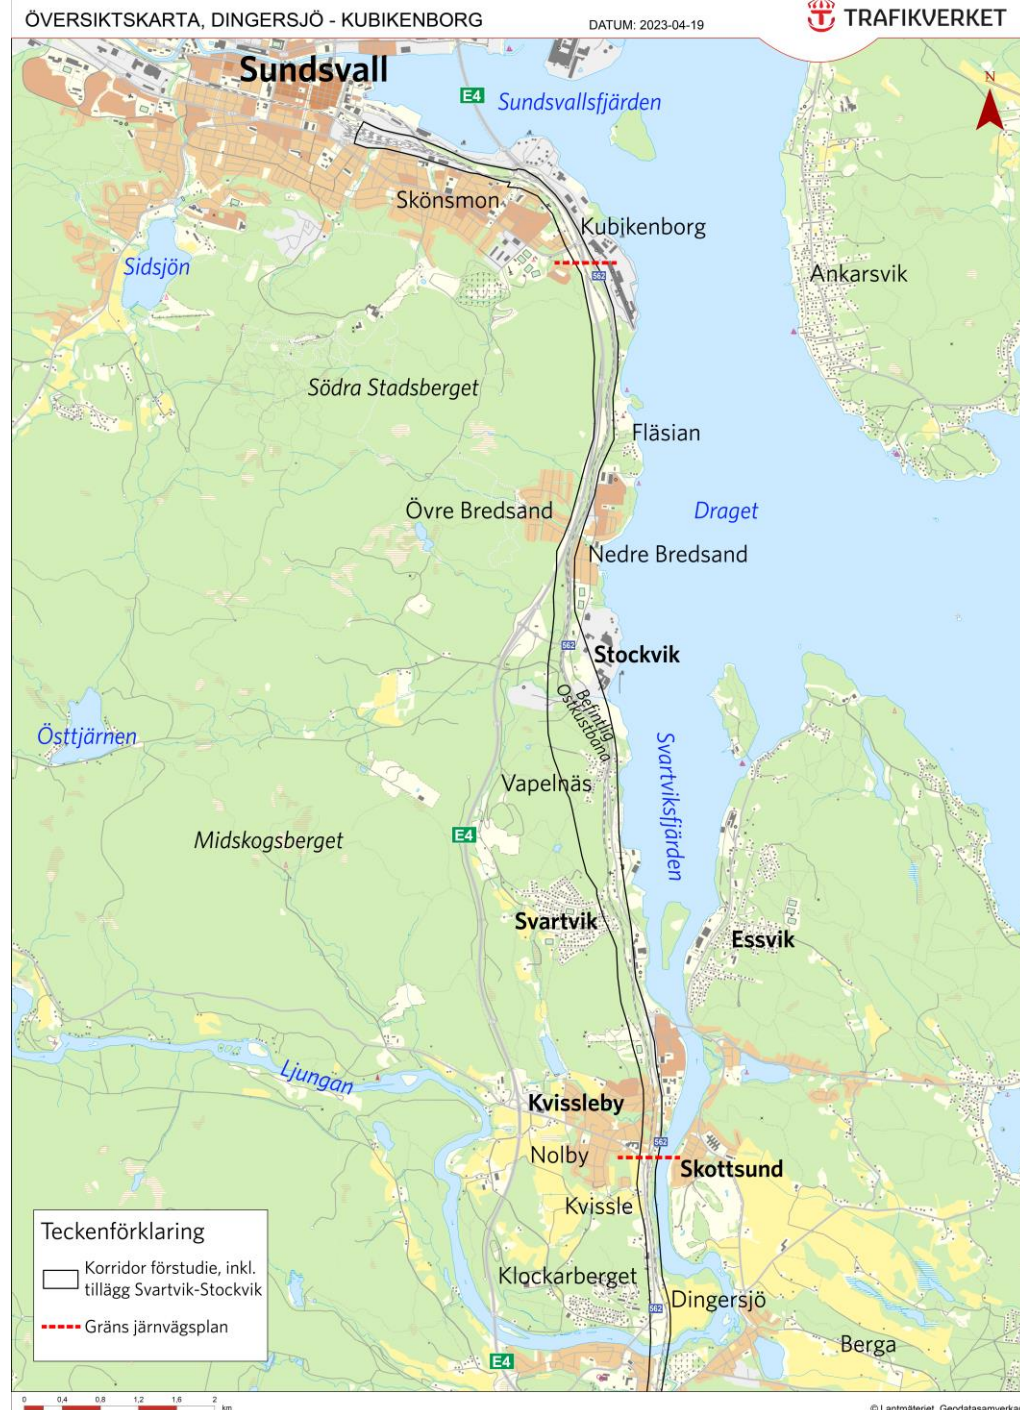 ÖVERSIKTSKARTA, DINGERSJÖ - KUBIKENBORG
DATUM: 2023-04-19
TRAFIKVERKET
Sundsvall
E4
Sundsvallsfjärden
N
Skönsmon
Kubikenborg
Sidsjön
562
Ankarsvik
Södra Stadsberget
Fläsian
Övre Bredsand
Draget
Nedre Bredsand
562
Stockvik
Befintlig
Ostkustbana
Östtjärnen
Svartviksfjärden
Vapelnäs
E4
Midskogsberget
Svartvik
Essvik
Ljungan
Kvissleby
562
Nolby
Skottsund
Kvissle
Klockarberget
Dingersjö
562
Berga
E4
Teckenförklaring
Korridor förstudie, inkl.
tillägg Svartvik-Stockvik
Gräns järnvägsplan
0 0,4 0,8 1,2 1,6 2
km
© Lantmäteriet, Geodatasamverkan